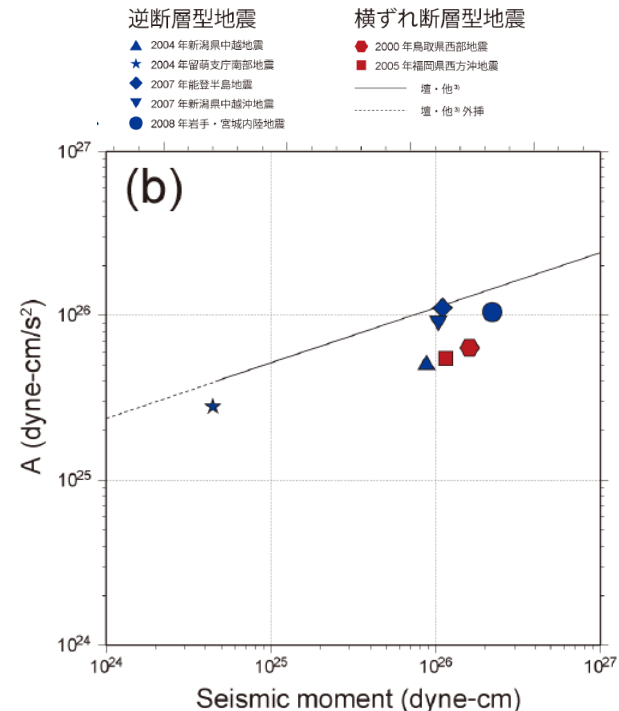 逆断層型地震
2004 年新潟県中越地震
2004 年留萌支庁南部地震
2007 年能登半島地震
2007 年新潟県中越沖地震
2008 年岩手・宮城内陸地震
横ずれ断層型地震
2000 年鳥取県西部地震
2005 年福岡県西方沖地震
壇・他³⁾
壇・他³⁾ 外挿
(b)
10²⁷
10²⁶
10²⁵
10²⁴
A (dyne-cm/s²)
10²⁴ 10²⁵ 10²⁶ 10²⁷
Seismic moment (dyne-cm)